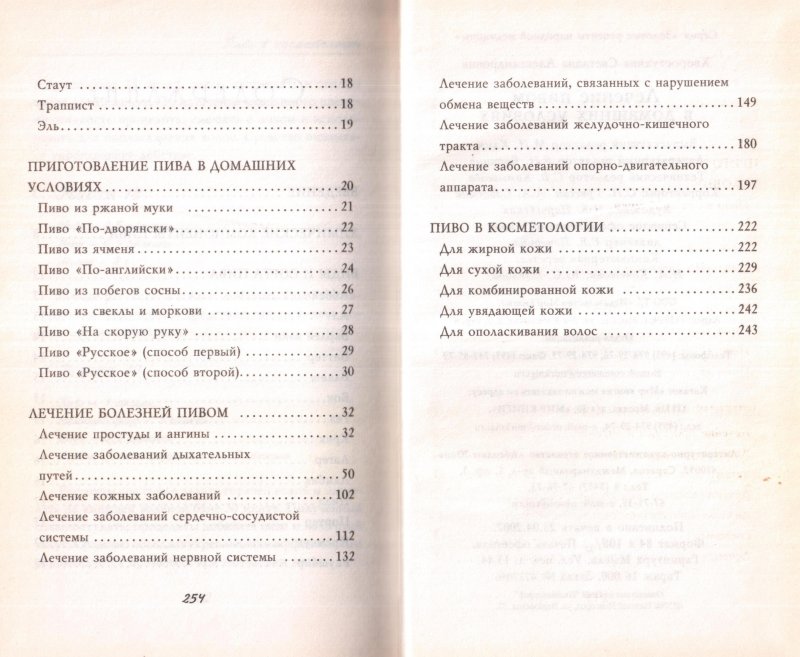 Стаут ........ 18
Траппист ........ 18
Эль ........ 19
ПРИГОТОВЛЕНИЕ ПИВА В ДОМАШНИХ
УСЛОВИЯХ ........ 20
Пиво из ржаной муки ........ 21
Пиво «По-дворянски» ........ 22
Пиво из ячменя ........ 23
Пиво «По-английски» ........ 24
Пиво из побегов сосны ........ 26
Пиво из свеклы и моркови ........ 27
Пиво «На скорую руку» ........ 28
Пиво «Русское» (способ первый) ........ 29
Пиво «Русское» (способ второй) ........ 30
ЛЕЧЕНИЕ БОЛЕЗНЕЙ ПИВОМ ........ 32
Лечение простуды и ангины ........ 32
Лечение заболеваний дыхательных
путей ........ 50
Лечение кожных заболеваний ........ 102
Лечение заболеваний сердечно-сосудистой
системы ........ 112
Лечение заболеваний нервной системы ........ 132
254
Лечение заболеваний, связанных с нарушением
обмена веществ ........ 149
Лечение заболеваний желудочно-кишечного
тракта ........ 180
Лечение заболеваний опорно-двигательного
аппарата ........ 197
ПИВО В КОСМЕТОЛОГИИ ........ 222
Для жирной кожи ........ 222
Для сухой кожи ........ 229
Для комбинированной кожи ........ 236
Для увядающей кожи ........ 242
Для ополаскивания волос ........ 243